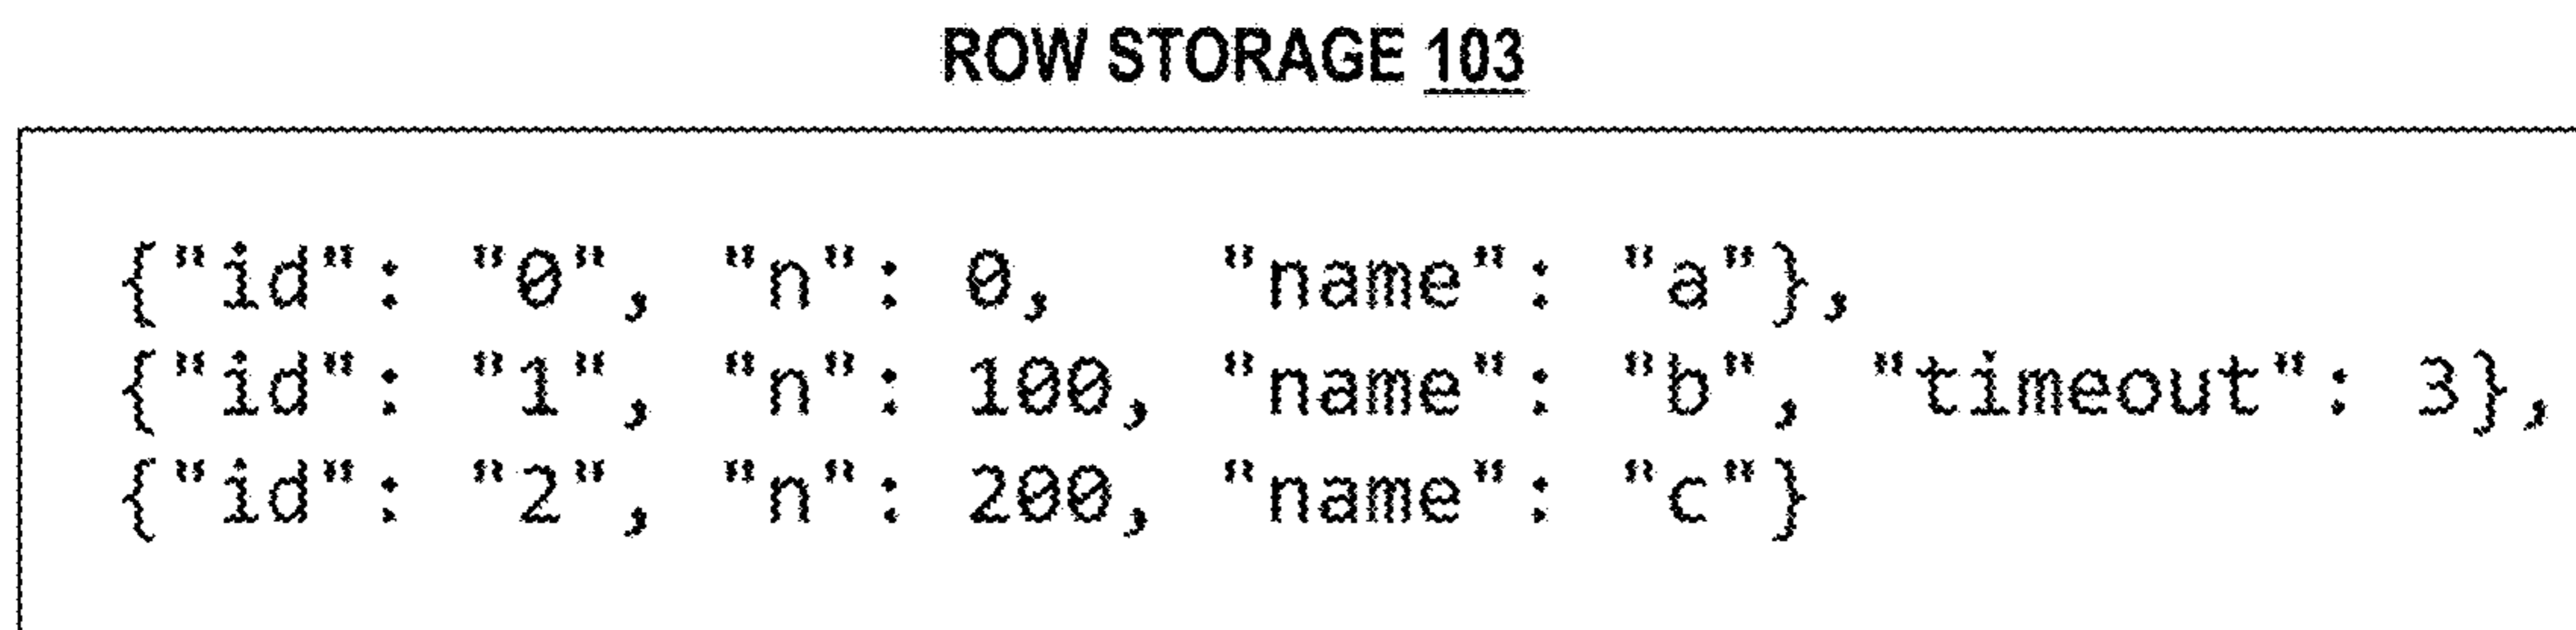 ROW STORAGE 103
{"id": "0", "n": 0,   "name": "a"},
{"id": "1", "n": 100, "name": "b", "timeout": 3},
{"id": "2", "n": 200, "name": "c"}